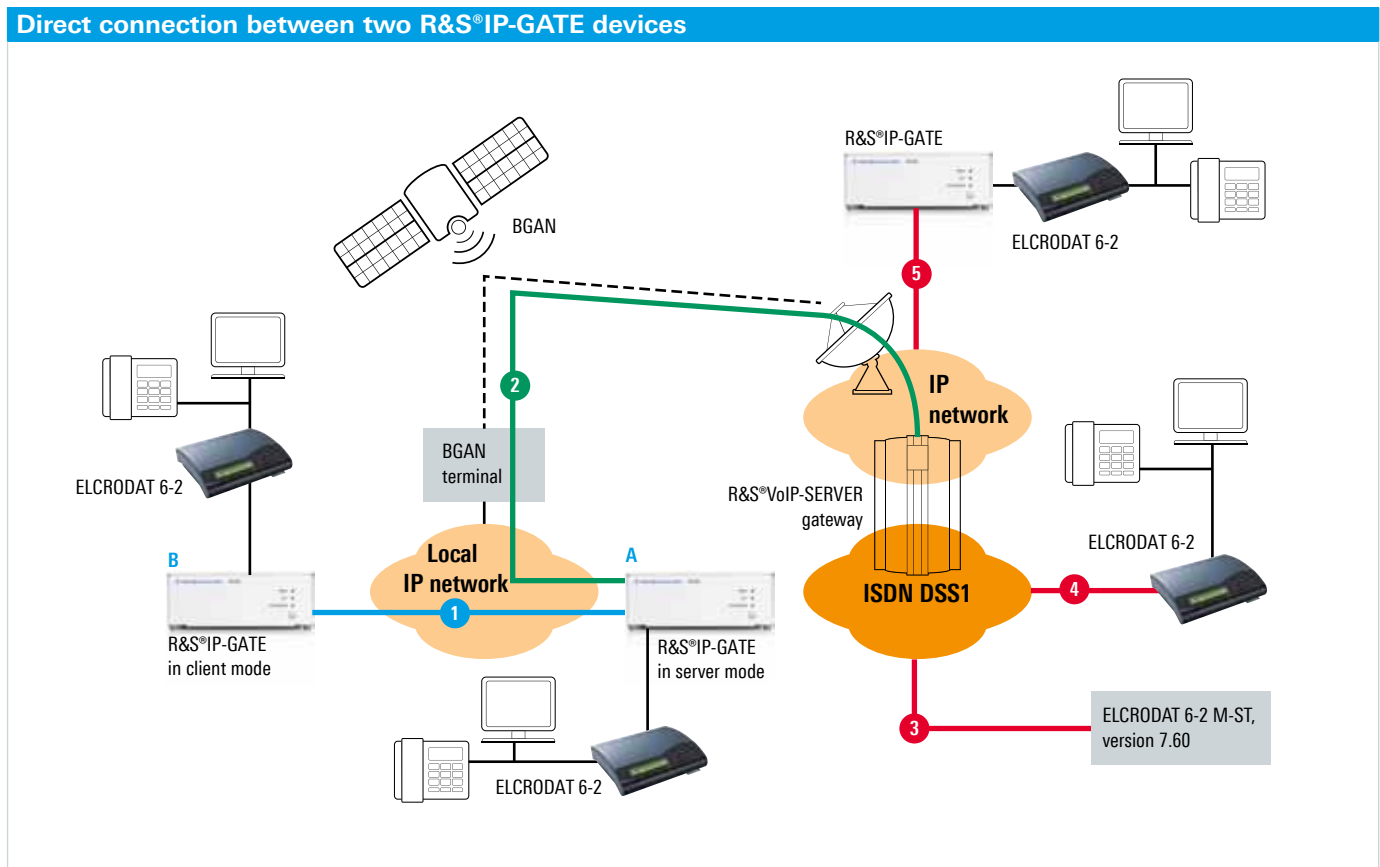 Direct connection between two R&S®IP-GATE devices
BGAN
R&S®IP-GATE
ELCRODAT 6-2
5
2
IP
network
BGAN
terminal
ELCRODAT 6-2
R&S®VoIP-SERVER
gateway
Local
IP network
B
A
1
ELCRODAT 6-2
ISDN DSS1
4
R&S®IP-GATE
in client mode
R&S®IP-GATE
in server mode
3
ELCRODAT 6-2 M-ST,
version 7.60
ELCRODAT 6-2